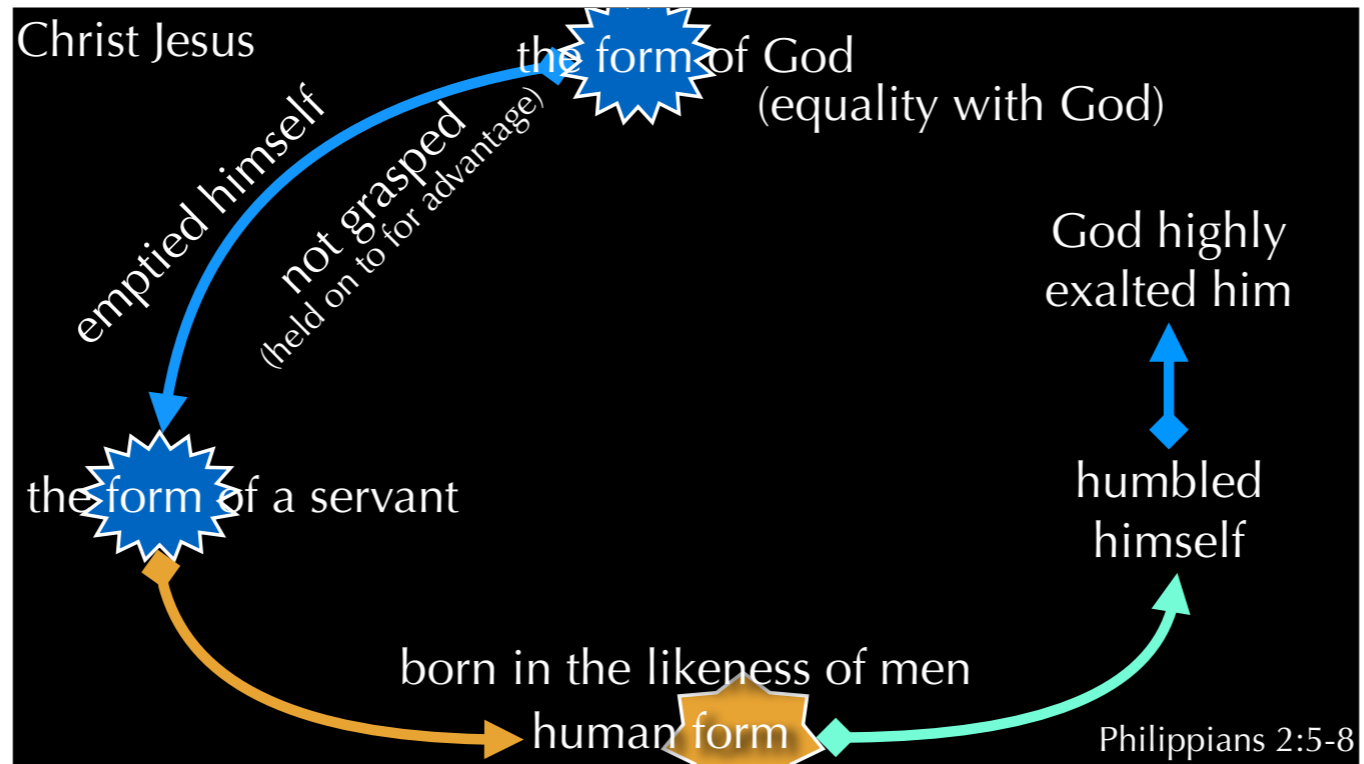 Christ Jesus
the form of God
(equality with God)
emptied himself
not grasped
(held on to for advantage)
the form of a servant
born in the likeness of men
human form
humbled
himself
God highly
exalted him
Philippians 2:5-8